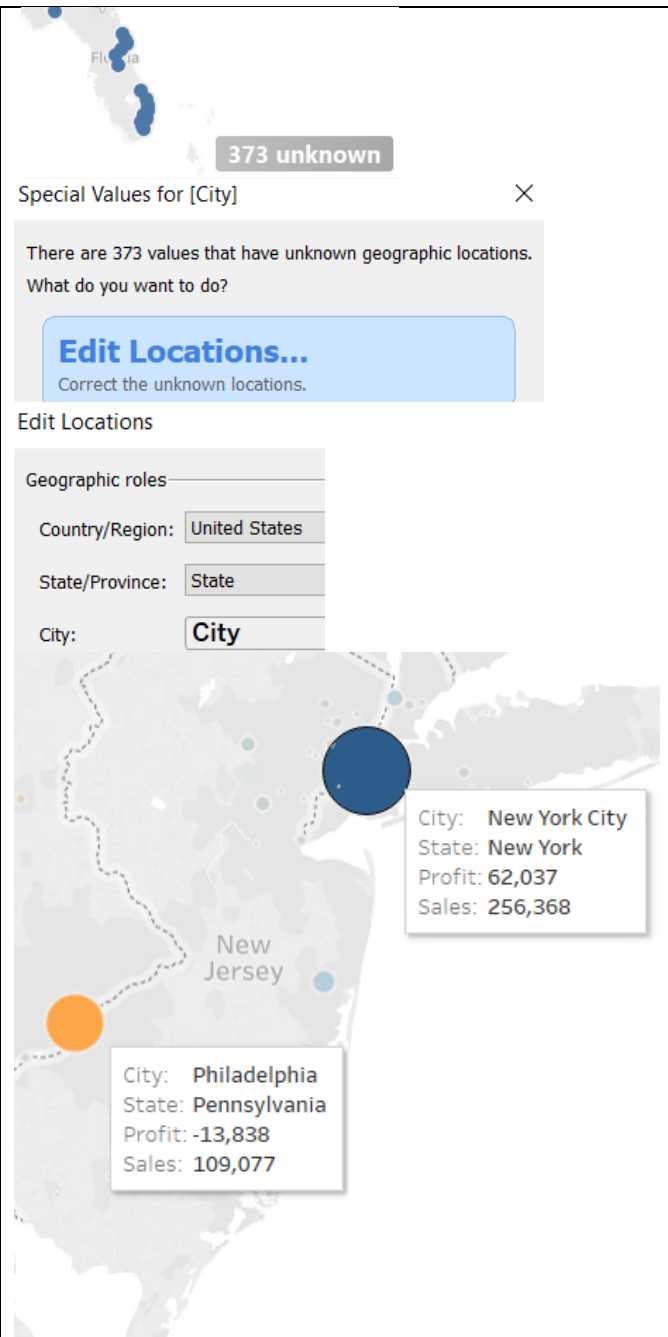 Florida
373 unknown
Special Values for [City]
There are 373 values that have unknown geographic locations.
What do you want to do?
Edit Locations...
Correct the unknown locations.
Edit Locations
Geographic roles
Country/Region: United States
State/Province: State
City: City
City: New York City
State: New York
Profit: 62,037
Sales: 256,368
New
Jersey
City: Philadelphia
State: Pennsylvania
Profit: -13,838
Sales: 109,077